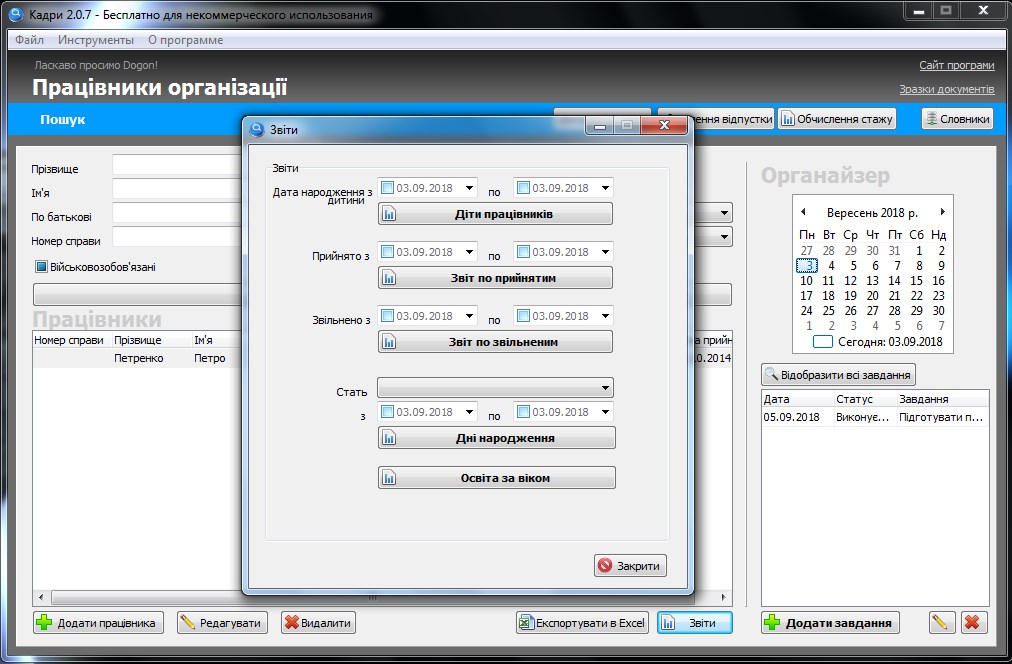 Кадри 2.0.7 - Бесплатно для некоммерческого использования
Файл Инструменты О программе
Ласкаво просимо Dogon!
Сайт програми
Працівники організації
Зразки документів
Пошук
відпустки
Обчислення стажу
Словники
Прізвище
Ім'я
По батькові
Номер справи
Військовозобов'язані
Працівники
Номер справи Прізвище Ім'я
Петренко Петро
Звіти
Звіти
Дата народження з 03.09.2018 по 03.09.2018
дитини
Діти працівників
Прийнято з 03.09.2018 по 03.09.2018
Звіт по прийнятим
Звільнено з 03.09.2018 по 03.09.2018
Звіт по звільненим
Стать
з 03.09.2018 по 03.09.2018
Дні народження
Освіта за віком
Закрити
Органайзер
Вересень 2018 р.
Пн Вт Ср Чт Пт Сб Нд
27 28 29 30 31 1 2
3 4 5 6 7 8 9
10 11 12 13 14 15 16
17 18 19 20 21 22 23
24 25 26 27 28 29 30
1 2 3 4 5 6 7
Сегодня: 03.09.2018
Відобразити всі завдання
Дата Статус Завдання
05.09.2018 Виконує... Підготувати п...
Додати працівника
Редагувати
Видалити
Експортувати в Excel
Звіти
Додати завдання